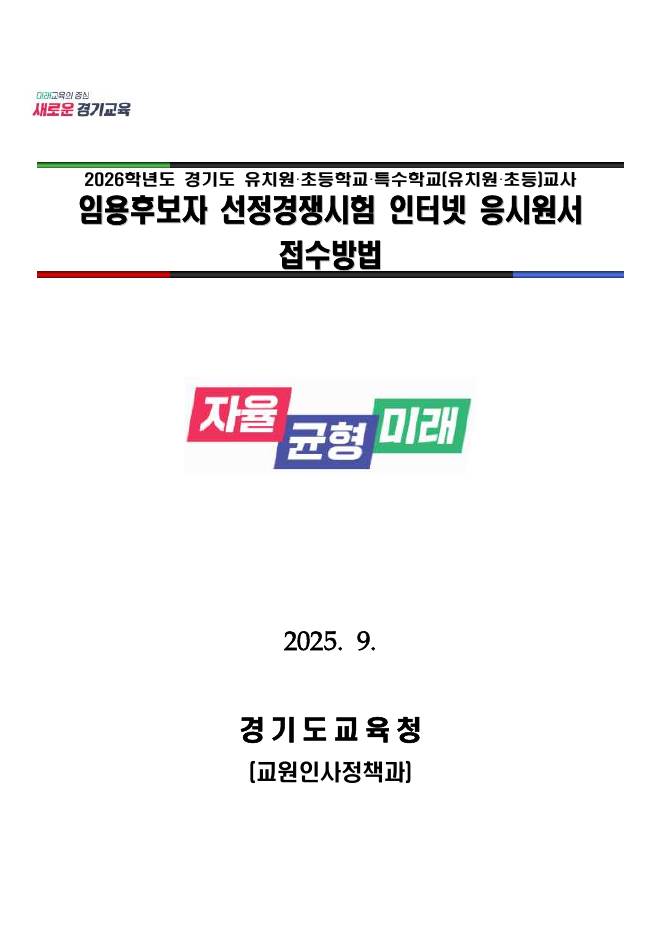 미래교육의 중심
새로운 경기교육
2026학년도 경기도 유치원·초등학교·특수학교(유치원·초등)교사
임용후보자 선정경쟁시험 인터넷 응시원서
접수방법
자율 균형 미래
2025. 9.
경기도교육청
(교원인사정책과)